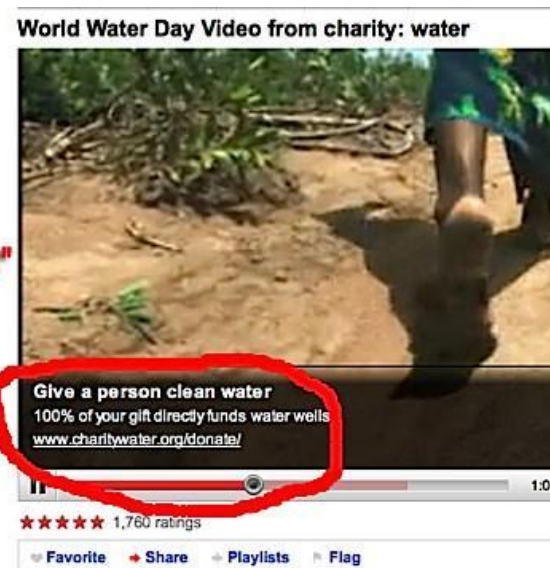 World Water Day Video from charity: water
"
Give a person clean water
100% of your gift directly funds water wells
www.charitywater.org/donate/
1:0
1,760 ratings
Favorite Share Playlists Flag